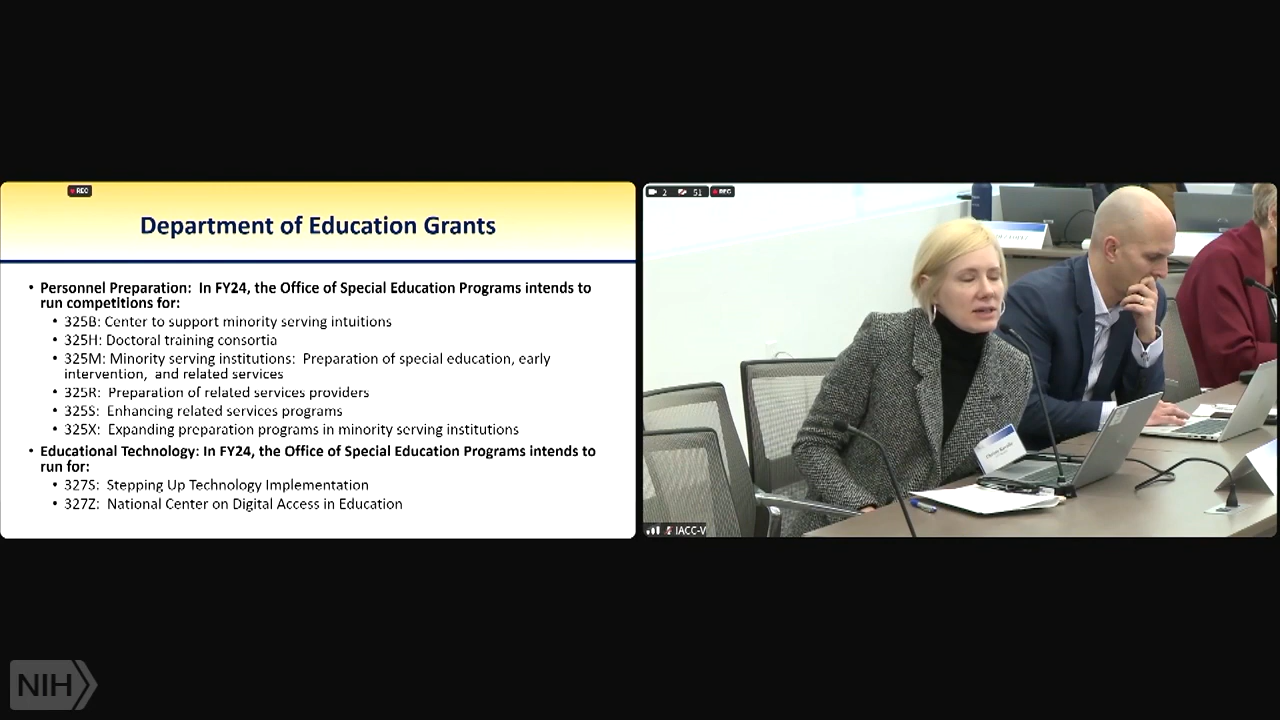 REC
Department of Education Grants
• Personnel Preparation: In FY24, the Office of Special Education Programs intends to
run competitions for:
• 325B: Center to support minority serving intuitions
• 325H: Doctoral training consortia
• 325M: Minority serving institutions: Preparation of special education, early
intervention, and related services
• 325R: Preparation of related services providers
• 325S: Enhancing related services programs
• 325X: Expanding preparation programs in minority serving institutions
• Educational Technology: In FY24, the Office of Special Education Programs intends to
run for:
• 327S: Stepping Up Technology Implementation
• 327Z: National Center on Digital Access in Education
2 51 REC
IACC-V
NIH